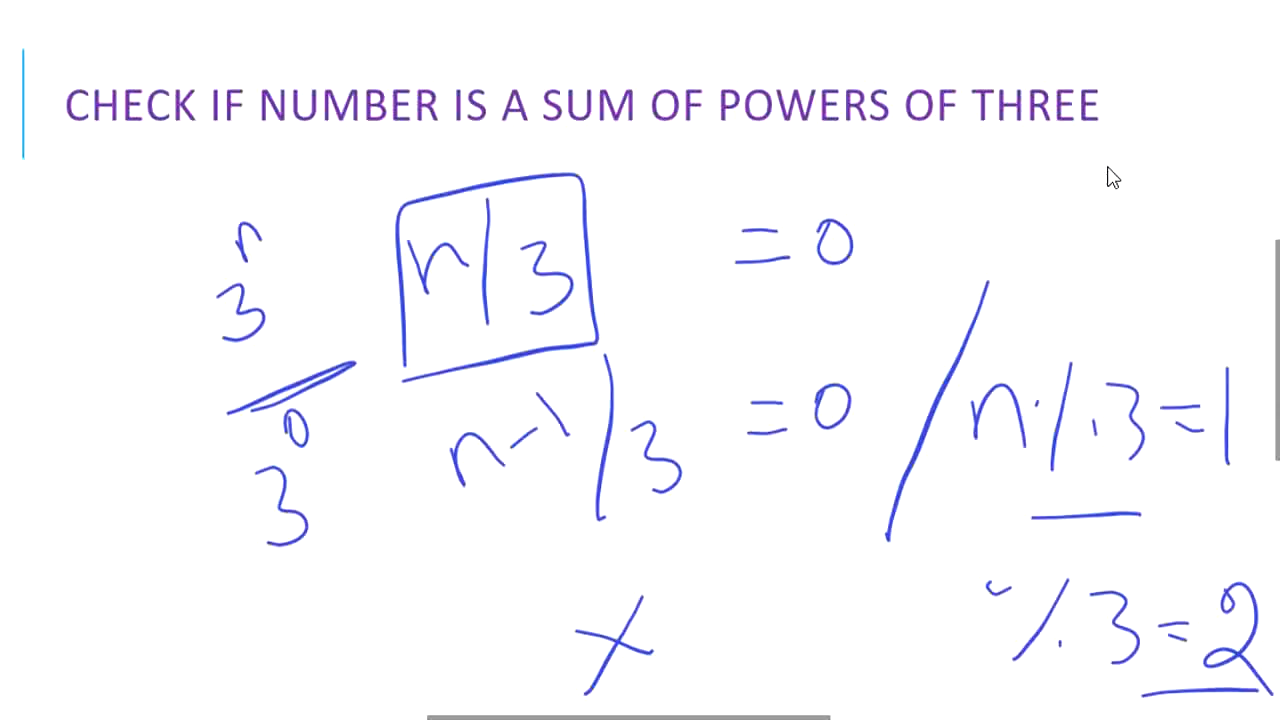 CHECK IF NUMBER IS A SUM OF POWERS OF THREE
3^n n|3 =0
3^0 n-1|3 =0 / n%3=1
%3=2
X